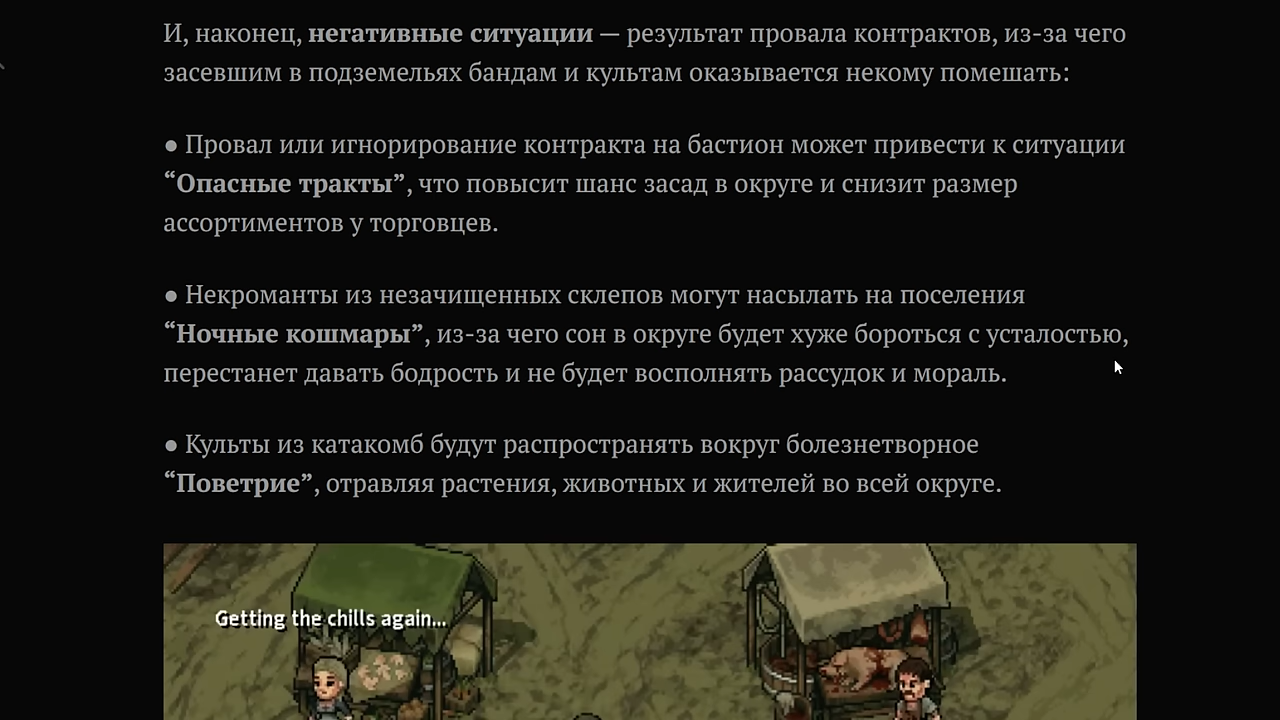 И, наконец, негативные ситуации — результат провала контрактов, из-за чего
засевшим в подземельях бандам и культам оказывается некому помешать:
● Провал или игнорирование контракта на бастион может привести к ситуации
“Опасные тракты”, что повысит шанс засад в округе и снизит размер
ассортиментов у торговцев.
● Некроманты из незачищенных склепов могут насылать на поселения
“Ночные кошмары”, из-за чего сон в округе будет хуже бороться с усталостью,
перестанет давать бодрость и не будет восполнять рассудок и мораль.
● Культы из катакомб будут распространять вокруг болезнетворное
“Поветрие”, отравляя растения, животных и жителей во всей округе.
Getting the chills again...